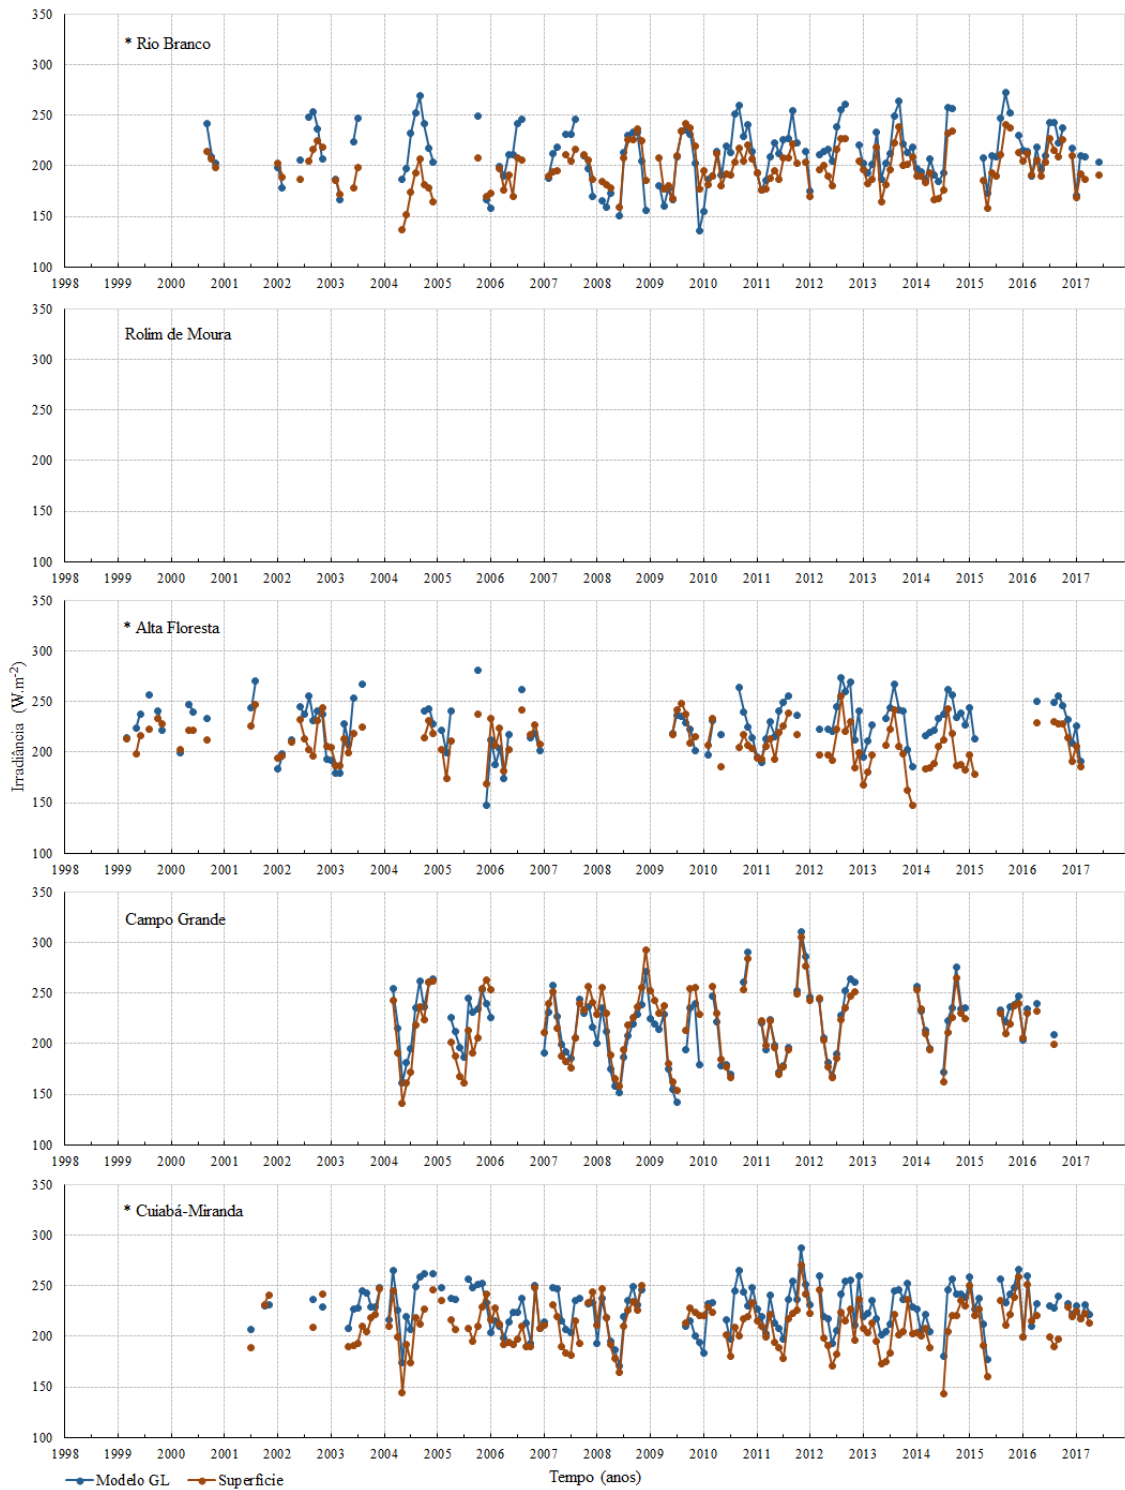 350
* Rio Branco
300
250
200
150
100
1998 1999 2000 2001 2002 2003 2004 2005 2006 2007 2008 2009 2010 2011 2012 2013 2014 2015 2016 2017
350
Rolim de Moura
300
250
200
150
100
1998 1999 2000 2001 2002 2003 2004 2005 2006 2007 2008 2009 2010 2011 2012 2013 2014 2015 2016 2017
350
* Alta Floresta
300
250
200
150
100
1998 1999 2000 2001 2002 2003 2004 2005 2006 2007 2008 2009 2010 2011 2012 2013 2014 2015 2016 2017
Irradiância (W.m-2)
350
Campo Grande
300
250
200
150
100
1998 1999 2000 2001 2002 2003 2004 2005 2006 2007 2008 2009 2010 2011 2012 2013 2014 2015 2016 2017
350
* Cuiabá-Miranda
300
250
200
150
100
1998 1999 2000 2001 2002 2003 2004 2005 2006 2007 2008 2009 2010 2011 2012 2013 2014 2015 2016 2017
Modelo GL Superfície Tempo (anos)